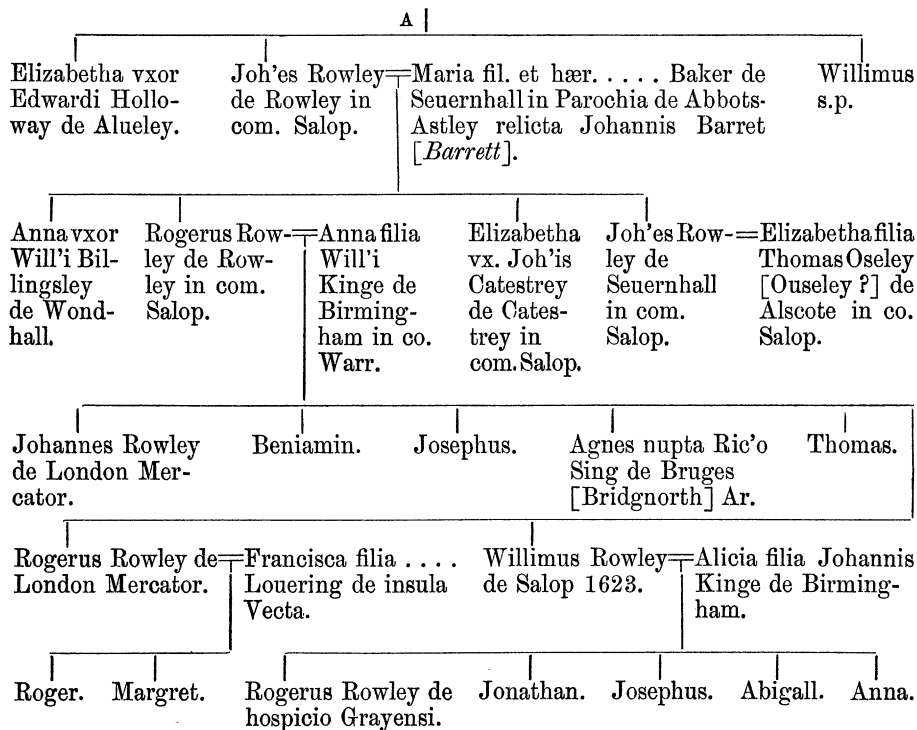 A
Elizabetha vxor
Edwardi Hollo-
way de Alueley.
Joh'es Rowley
de Rowley in
com. Salop.
Maria fil. et hær. . . . . Baker de
Seuernhall in Parochia de Abbots-
Astley relicta Johannis Barret
[Barrett].
Willimus
s.p.
Anna vxor
Will'i Bil-
lingsley
de Wond-
hall.
Rogerus Row-
ley de Row-
ley in com.
Salop.
Anna filia
Will'i
Kinge de
Birming-
ham in co.
Warr.
Elizabetha
vx. Joh'is
Catestrey
de Cates-
trey in
com. Salop.
Joh'es Row-
ley de
Seuernhall
in com.
Salop.
Elizabetha filia
Thomas Oseley
[Ouseley ?] de
Alscote in co.
Salop.
Johannes Rowley
de London Mer-
cator.
Beniamin.
Josephus.
Agnes nupta Ric'o
Sing de Bruges
[Bridgnorth] Ar.
Thomas.
Rogerus Rowley de
London Mercator.
Francisca filia . . . .
Louering de insula
Vecta.
Willimus Rowley
de Salop 1623.
Alicia filia Johannis
Kinge de Birming-
ham.
Roger.
Margret.
Rogerus Rowley de
hospicio Grayensi.
Jonathan.
Josephus.
Abigall.
Anna.